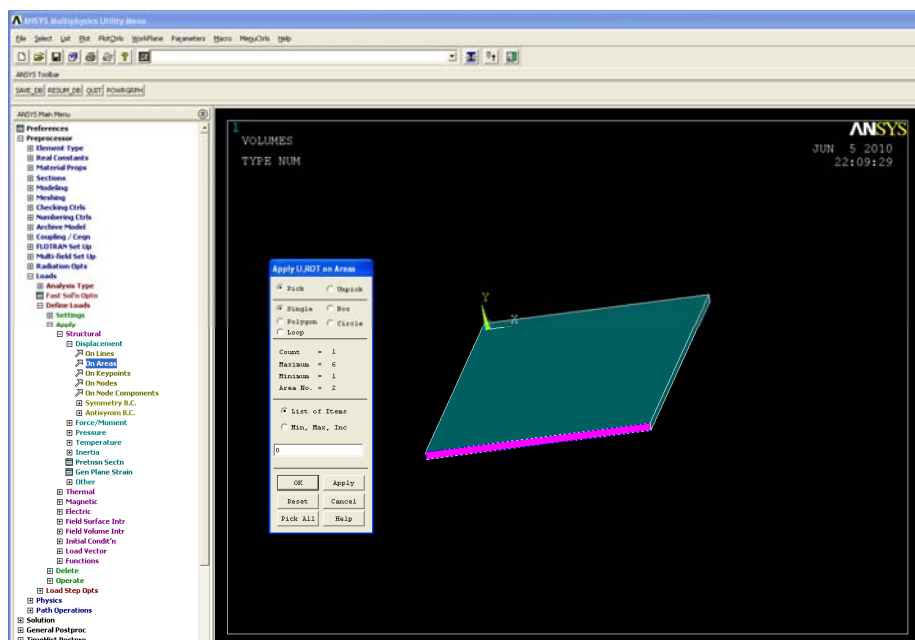 ANSYS Multiphysics Utility Menu
File Select List Plot PlotCtrls WorkPlane Parameters Macro MenuCtrls Help
ANSYS Toolbar
SAVE_DB RESUM_DB QUIT POWRGRPH
ANSYS Main Menu
Preferences
Preprocessor
Element Type
Real Constants
Material Props
Sections
Modeling
Meshing
Checking Ctrls
Numbering Ctrls
Archive Model
Coupling / Ceqn
FLOTRAN Set Up
Multi-field Set Up
Radiation Opts
Loads
Analysis Type
Fast Sol'n Optn
Define Loads
Settings
Apply
Structural
Displacement
On Lines
On Areas
On Keypoints
On Nodes
On Node Components
Symmetry B.C.
Antisymm B.C.
Force/Moment
Pressure
Temperature
Inertia
Pretnsn Sectn
Gen Plane Strain
Other
Thermal
Magnetic
Electric
Field Surface Intr
Field Volume Intr
Initial Condit'n
Load Vector
Functions
Delete
Operate
Load Step Opts
Physics
Path Operations
Solution
General Postproc
TimeHist Postpro
1
VOLUMES
TYPE NUM
ANSYS
JUN 5 2010
22:09:29
Y
X
Apply U,ROT on Areas
Pick Unpick
Single Box
Polygon Circle
Loop
Count = 1
Maximum = 6
Minimum = 1
Area No. = 2
List of Items
Min, Max, Inc
0
OK Apply
Reset Cancel
Pick All Help